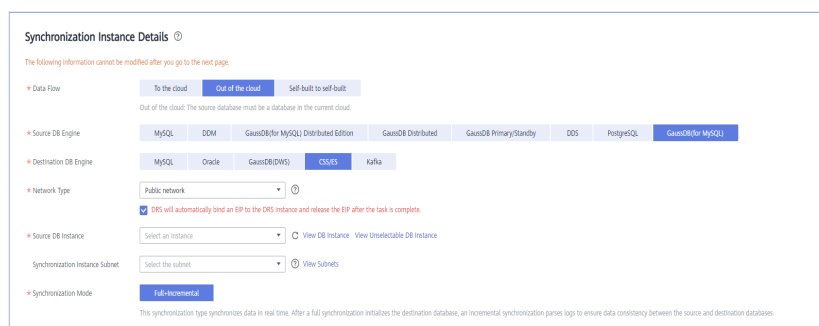 Synchronization Instance Details ?
The following information cannot be modified after you go to the next page.
* Data Flow To the cloud Out of the cloud Self-built to self-built
Out of the cloud: The source database must be a database in the current cloud.
* Source DB Engine MySQL DDM GaussDB(for MySQL) Distributed Edition GaussDB Distributed GaussDB Primary/Standby DDS PostgreSQL GaussDB(for MySQL)
* Destination DB Engine MySQL Oracle GaussDB(DWS) CSS/ES Kafka
* Network Type Public network ?
DRS will automatically bind an EIP to the DRS instance and release the EIP after the task is complete.
* Source DB Instance Select an instance View DB Instance View Unselectable DB Instance
Synchronization Instance Subnet Select the subnet ? View Subnets
* Synchronization Mode Full+Incremental
This synchronization type synchronizes data in real time. After a full synchronization initializes the destination database, an incremental synchronization parses logs to ensure data consistency between the source and destination databases.